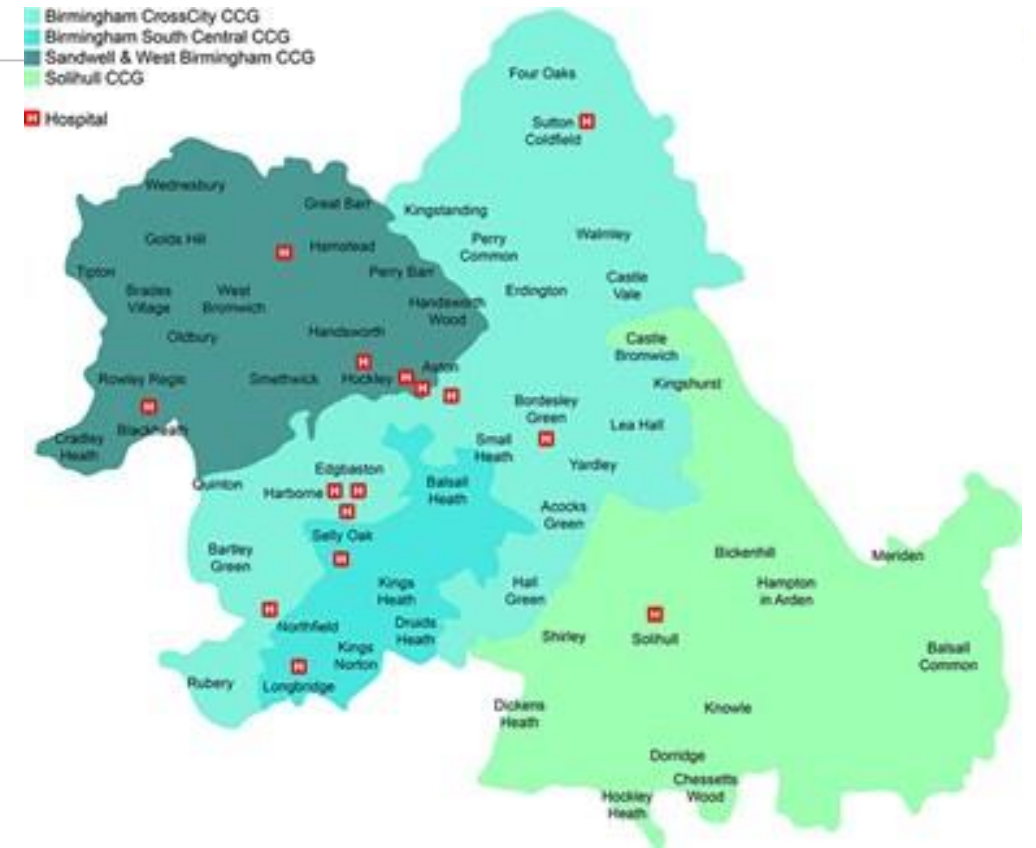 Birmingham CrossCity CCG
Birmingham South Central CCG
Sandwell & West Birmingham CCG
Solihull CCG
H Hospital
Four Oaks
Sutton H
Coldfield
Wednesbury
Great Barr
Kingstanding
Golds Hill
H
Hamstead
Perry
Common
Walmley
Tipton
Perry Barr
Brades
Village
West
Bromwich
Handsworth
Wood
Erdington
Castle
Vale
Oldbury
Handsworth
Castle
Bromwich
H
Aston
Rowley Regis
Smethwick
Hockley H
H
H
Kingshurst
H
Blackheath
Cradley
Heath
Bordesley
Green
H
Lea Hall
Small
Heath
Yardley
Quinton
Edgbaston
Harborne H H
H
Balsall
Heath
Acocks
Green
Selly Oak
H
Bartley
Green
Kings
Heath
Hall
Green
Bickenhill
Meriden
Hampton
in Arden
H
Northfield
Druids
Heath
Shirley
H
Solihull
Kings
Norton
Balsall
Common
Rubery
H
Longbridge
Dickens
Heath
Knowle
Dorridge
Chessetts
Wood
Hockley
Heath